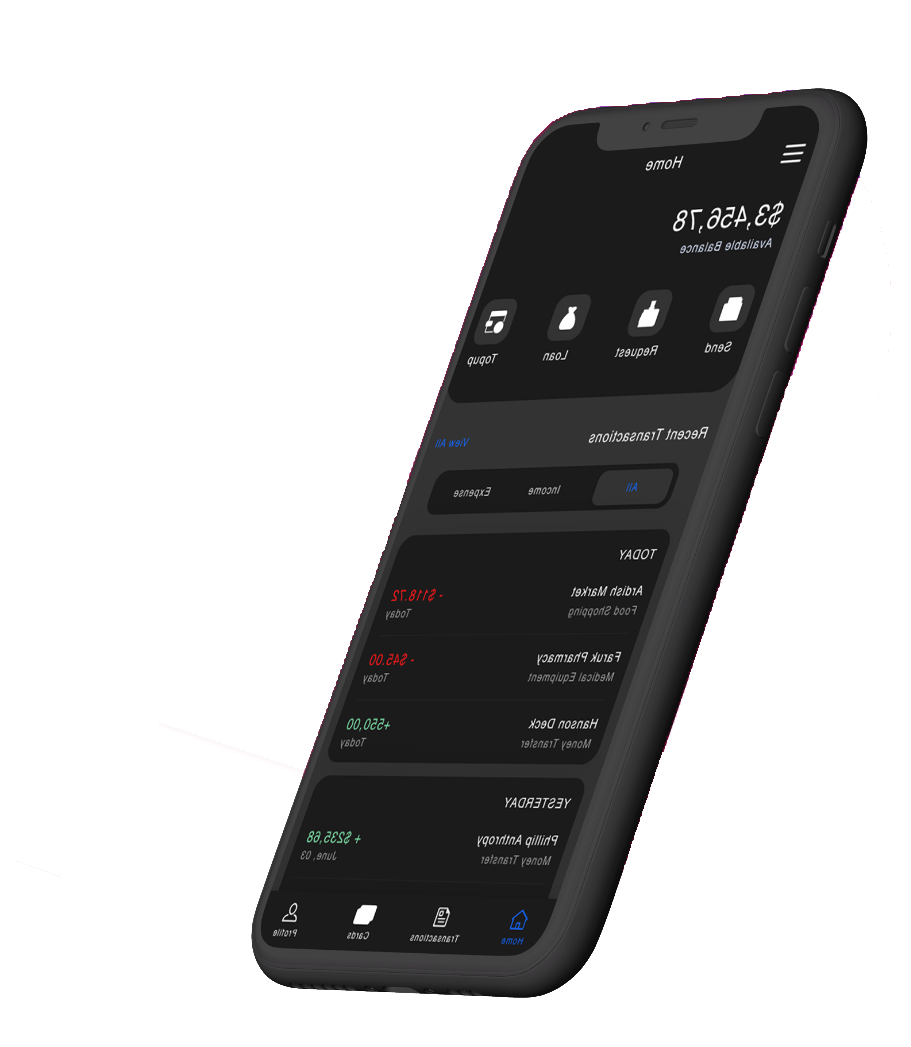 Home
$3,456,78
Available Balance
Send Request Loan Topup
Recent Transactions View All
All Income Expense
TODAY
Ardish Market - $118.72
Food Shopping Today
Faruk Pharmacy - $45.00
Medical Equipment Today
Hanson Deck +550,00
Money Transfer Today
YESTERDAY
Phillip Anthropy + $235,68
Money Transfer June, 03
Home Transactions Cards Profile